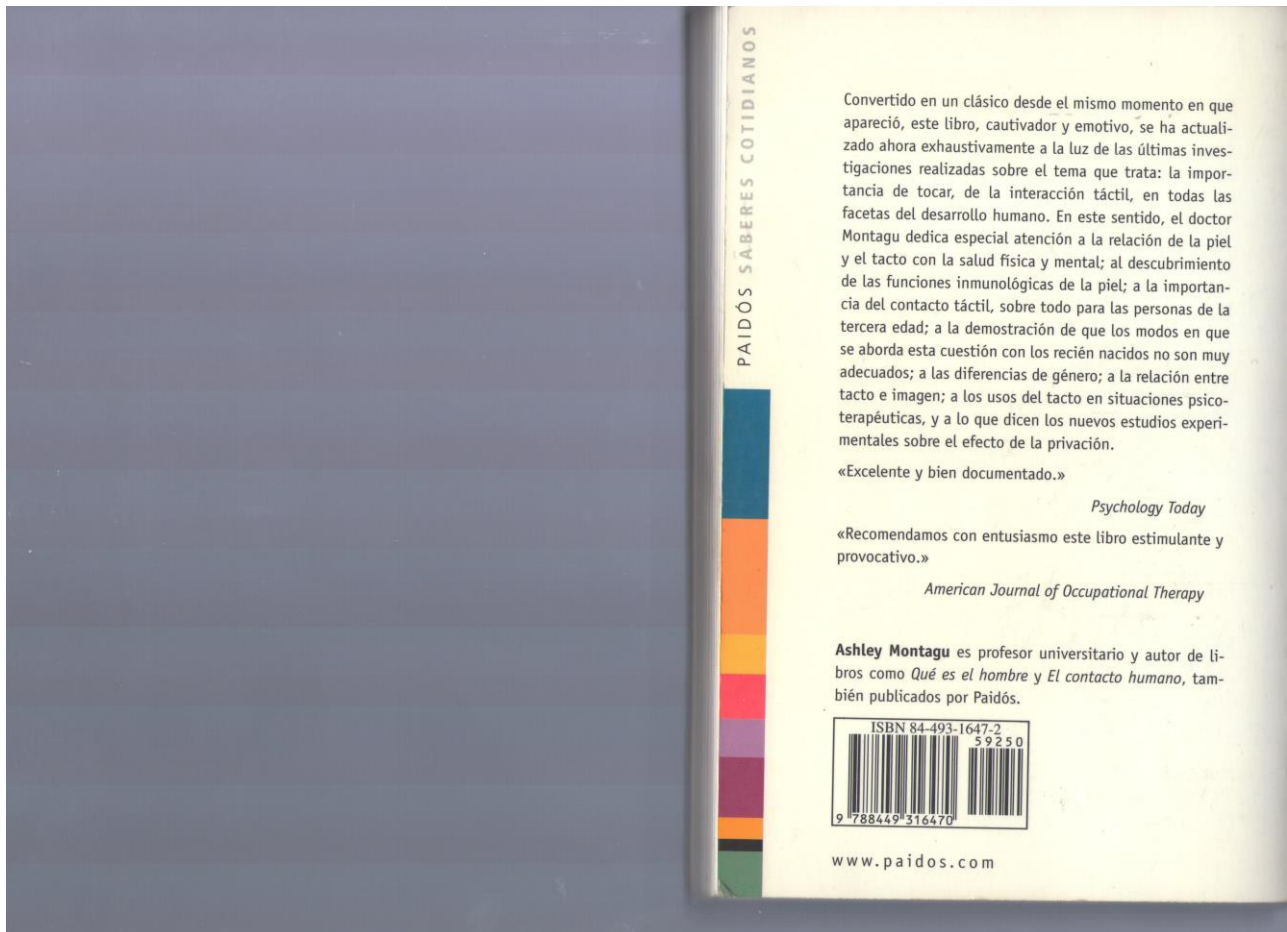 PAIDÓS SABERES COTIDIANOS
Convertido en un clásico desde el mismo momento en que
apareció, este libro, cautivador y emotivo, se ha actuali-
zado ahora exhaustivamente a la luz de las últimas inves-
tigaciones realizadas sobre el tema que trata: la impor-
tancia de tocar, de la interacción táctil, en todas las
facetas del desarrollo humano. En este sentido, el doctor
Montagu dedica especial atención a la relación de la piel
y el tacto con la salud física y mental; al descubrimiento
de las funciones inmunológicas de la piel; a la importan-
cia del contacto táctil, sobre todo para las personas de la
tercera edad; a la demostración de que los modos en que
se aborda esta cuestión con los recién nacidos no son muy
adecuados; a las diferencias de género; a la relación entre
tacto e imagen; a los usos del tacto en situaciones psico-
terapéuticas, y a lo que dicen los nuevos estudios experi-
mentales sobre el efecto de la privación.
«Excelente y bien documentado.»
Psychology Today
«Recomendamos con entusiasmo este libro estimulante y
provocativo.»
American Journal of Occupational Therapy
Ashley Montagu es profesor universitario y autor de li-
bros como Qué es el hombre y El contacto humano, tam-
bién publicados por Paidós.
ISBN 84-493-1647-2
59250
9 788449 316470
www.paidos.com